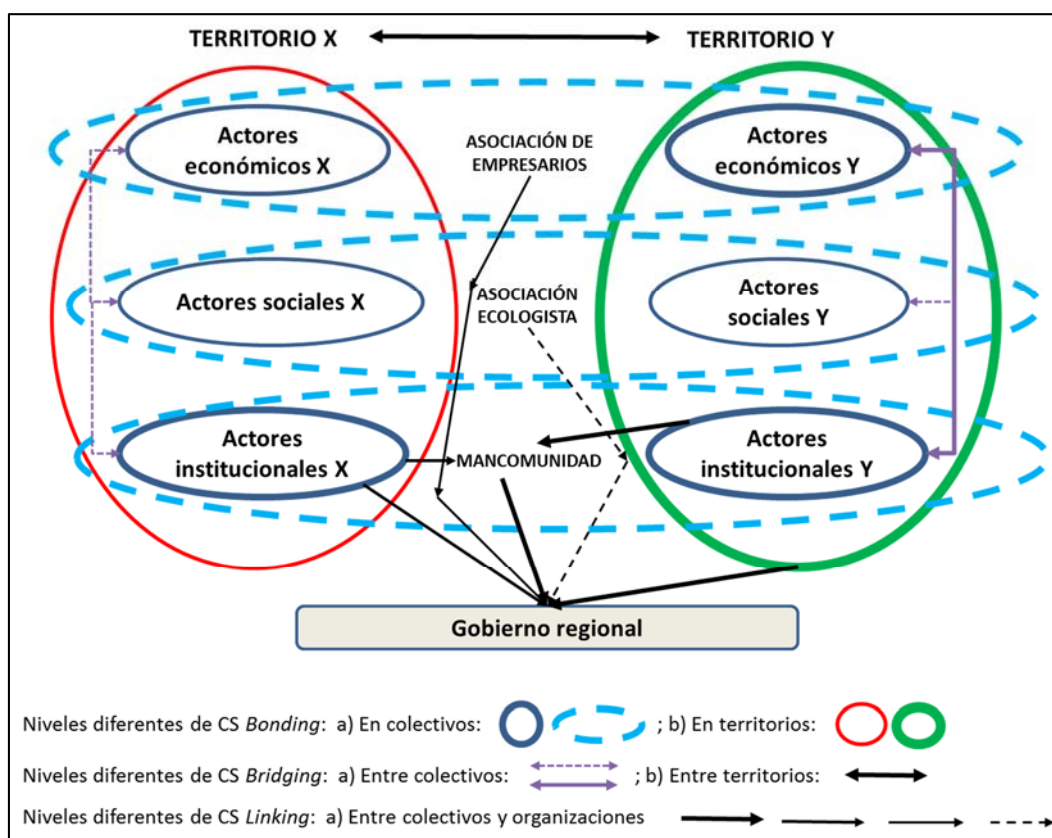 TERRITORIO X
TERRITORIO Y
Actores
económicos X
ASOCIACIÓN DE
EMPRESARIOS
Actores
económicos Y
Actores sociales X
ASOCIACIÓN
ECOLOGISTA
Actores
sociales Y
Actores
institucionales X
MANCOMUNIDAD
Actores
institucionales Y
Gobierno regional
Niveles diferentes de CS Bonding: a) En colectivos: ; b) En territorios:
Niveles diferentes de CS Bridging: a) Entre colectivos: ; b) Entre territorios:
Niveles diferentes de CS Linking: a) Entre colectivos y organizaciones